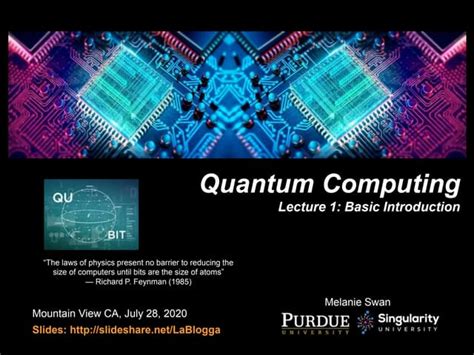 Quantum Computing
Lecture 1: Basic Introduction
QU
BIT
“The laws of physics present no barrier to reducing the
size of computers until bits are the size of atoms”
— Richard P. Feynman (1985)
Mountain View CA, July 28, 2020
Slides: http://slideshare.net/LaBlogga
Melanie Swan
PURDUE
UNIVERSITY
Singularity
UNIVERSITY